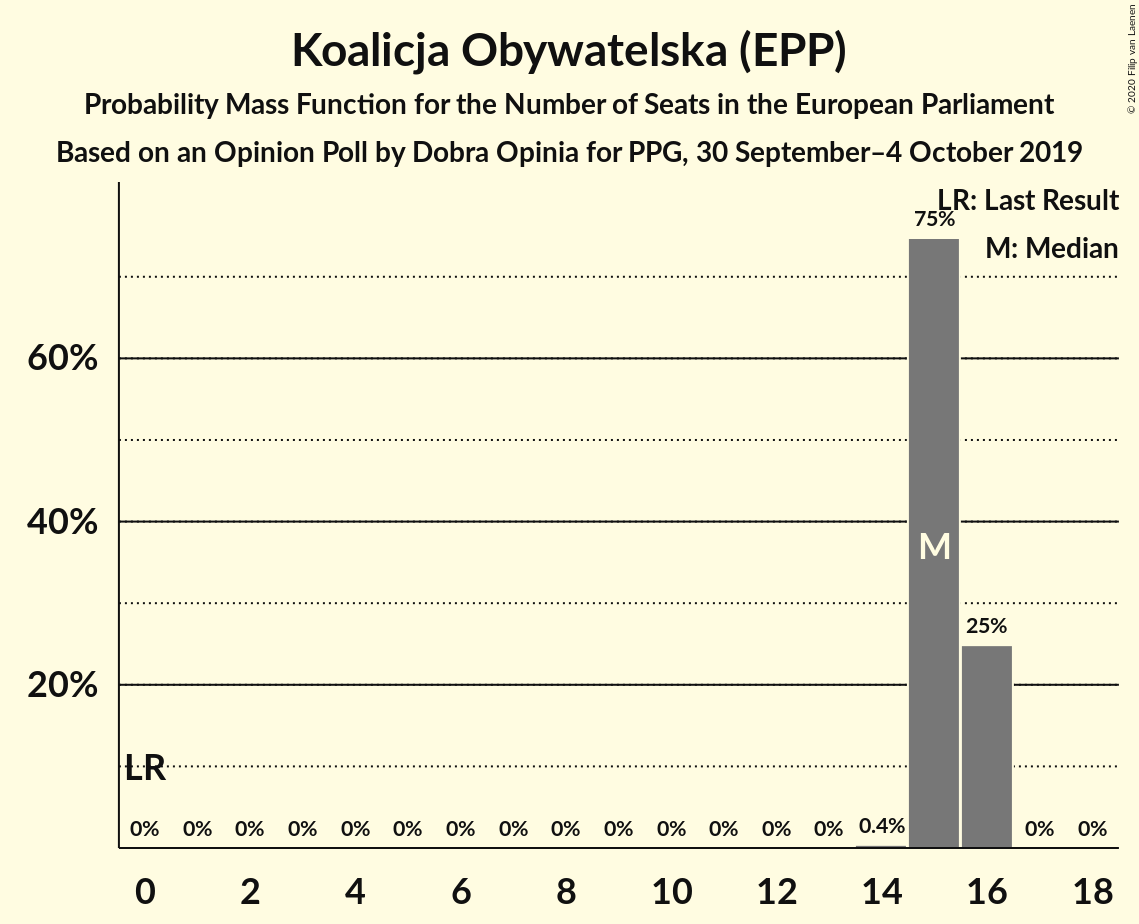 Koalicja Obywatelska (EPP)
Probability Mass Function for the Number of Seats in the European Parliament
Based on an Opinion Poll by Dobra Opinia for PPG, 30 September–4 October 2019
© 2020 Filip van Laenen
LR: Last Result
M: Median
75%
60%
40%
M
25%
20%
LR
0% 0% 0% 0% 0% 0% 0% 0% 0% 0% 0% 0% 0% 0% 0.4% 0% 0%
0 2 4 6 8 10 12 14 16 18